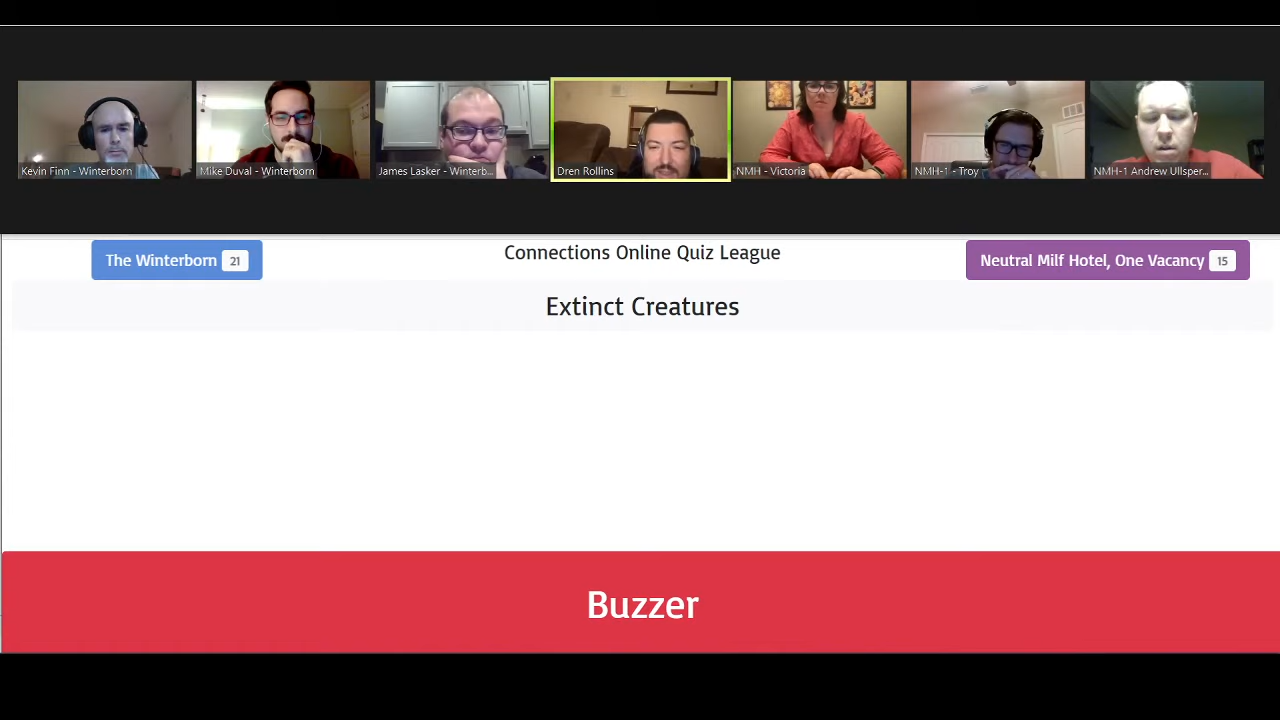 Kevin Finn - Winterborn
Mike Duval - Winterborn
James Lasker - Winterb...
Dren Rollins
NMH - Victoria
NMH-1 - Troy
NMH-1 Andrew Ullsper...
The Winterborn 21
Connections Online Quiz League
Neutral Milf Hotel, One Vacancy 15
Extinct Creatures
Buzzer